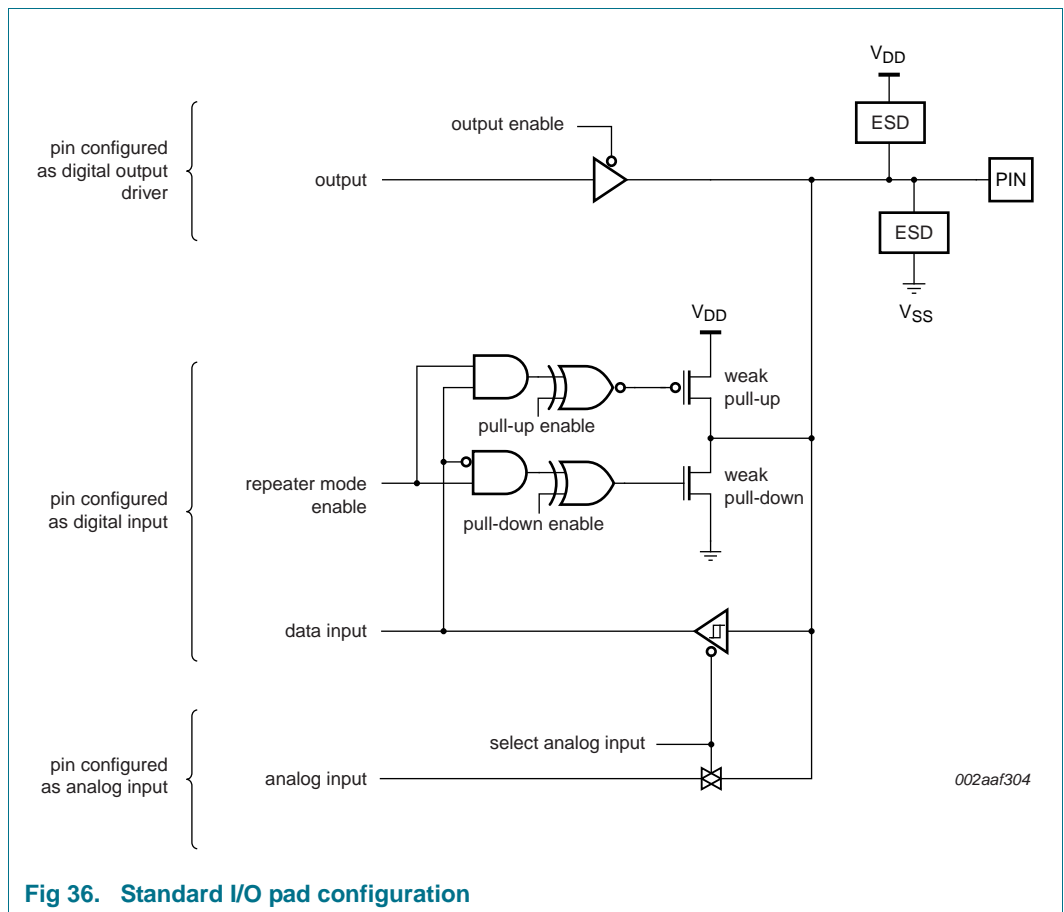 VDD
ESD
output enable
pin configured
as digital output
driver
output
PIN
ESD
VSS
VDD
weak
pull-up
pull-up enable
pin configured
as digital input
repeater mode
enable
weak
pull-down
pull-down enable
data input
select analog input
pin configured
as analog input
analog input
002aaf304
Fig 36. Standard I/O pad configuration